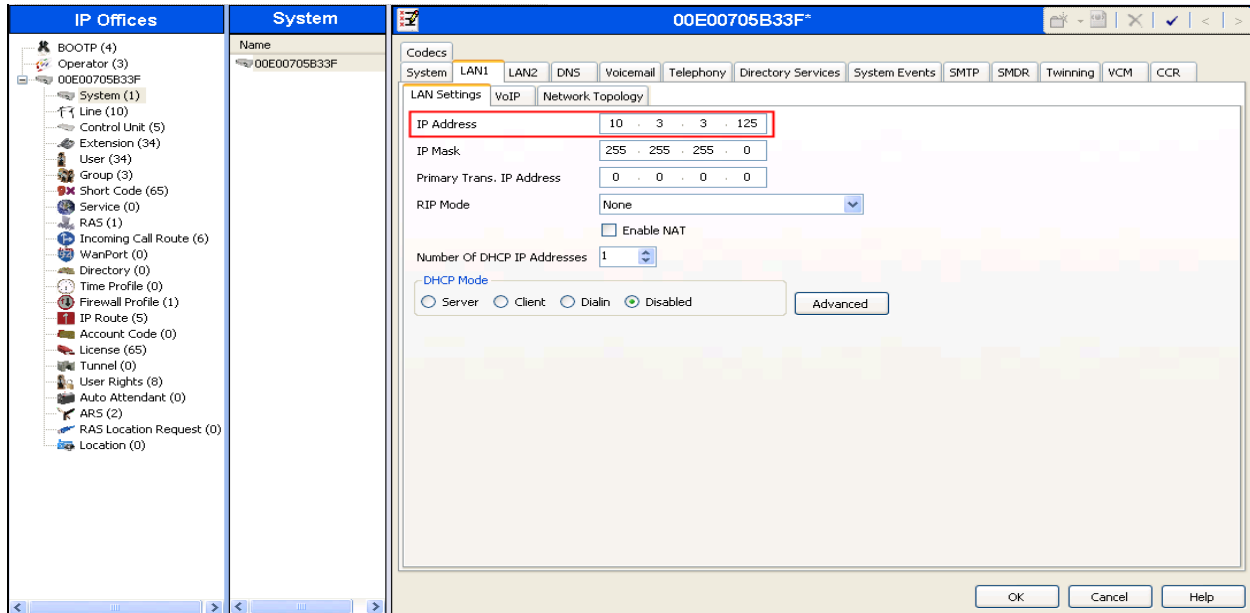 IP Offices
BOOTP (4)
Operator (3)
00E00705B33F
System (1)
Line (10)
Control Unit (5)
Extension (34)
User (34)
Group (3)
Short Code (65)
Service (0)
RAS (1)
Incoming Call Route (6)
WanPort (0)
Directory (0)
Time Profile (0)
Firewall Profile (1)
IP Route (5)
Account Code (0)
License (65)
Tunnel (0)
User Rights (8)
Auto Attendant (0)
ARS (2)
RAS Location Request (0)
Location (0)
System
Name
00E00705B33F
00E00705B33F*
Codecs
System LAN1 LAN2 DNS Voicemail Telephony Directory Services System Events SMTP SMDR Twinning VCM CCR
LAN Settings VoIP Network Topology
IP Address 10 . 3 . 3 . 125
IP Mask 255 . 255 . 255 . 0
Primary Trans. IP Address 0 . 0 . 0 . 0
RIP Mode None
Enable NAT
Number Of DHCP IP Addresses 1
DHCP Mode
Server Client Dialin Disabled Advanced
OK Cancel Help